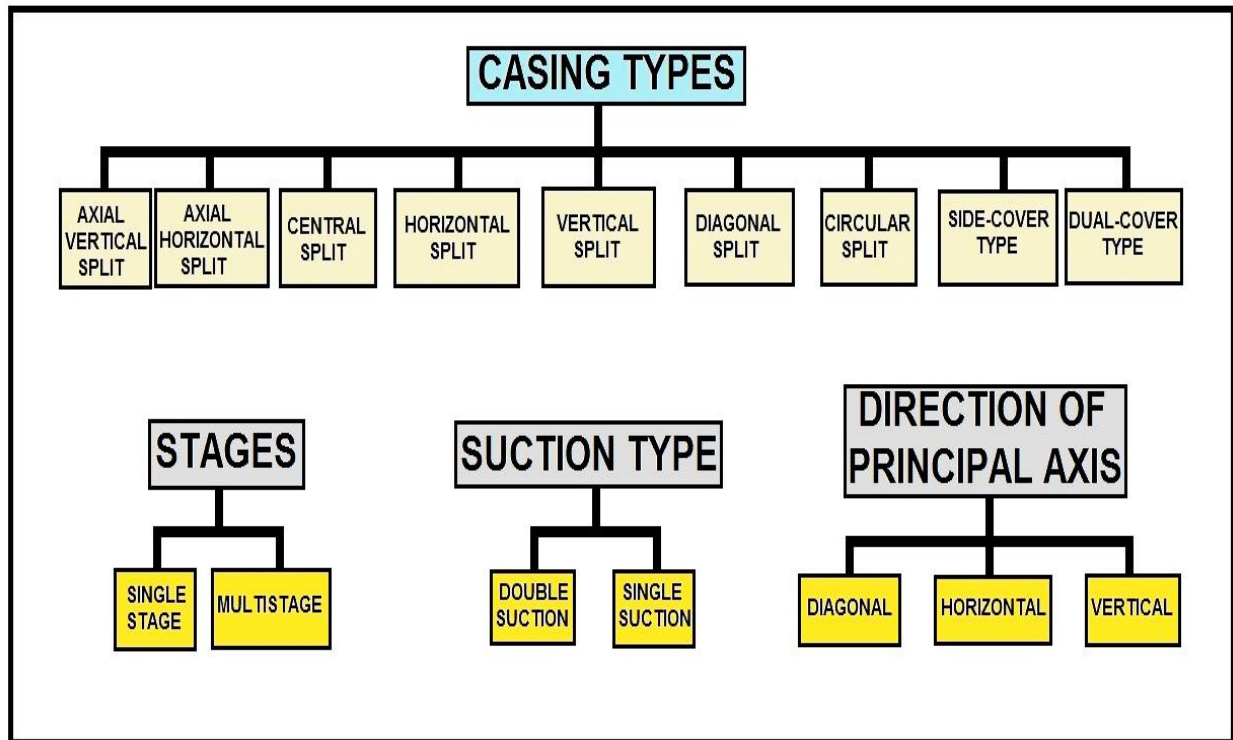 CASING TYPES
AXIAL
VERTICAL
SPLIT
AXIAL
HORIZONTAL
SPLIT
CENTRAL
SPLIT
HORIZONTAL
SPLIT
VERTICAL
SPLIT
DIAGONAL
SPLIT
CIRCULAR
SPLIT
SIDE-COVER
TYPE
DUAL-COVER
TYPE
STAGES
SINGLE
STAGE
MULTISTAGE
SUCTION TYPE
DOUBLE
SUCTION
SINGLE
SUCTION
DIRECTION OF
PRINCIPAL AXIS
DIAGONAL
HORIZONTAL
VERTICAL